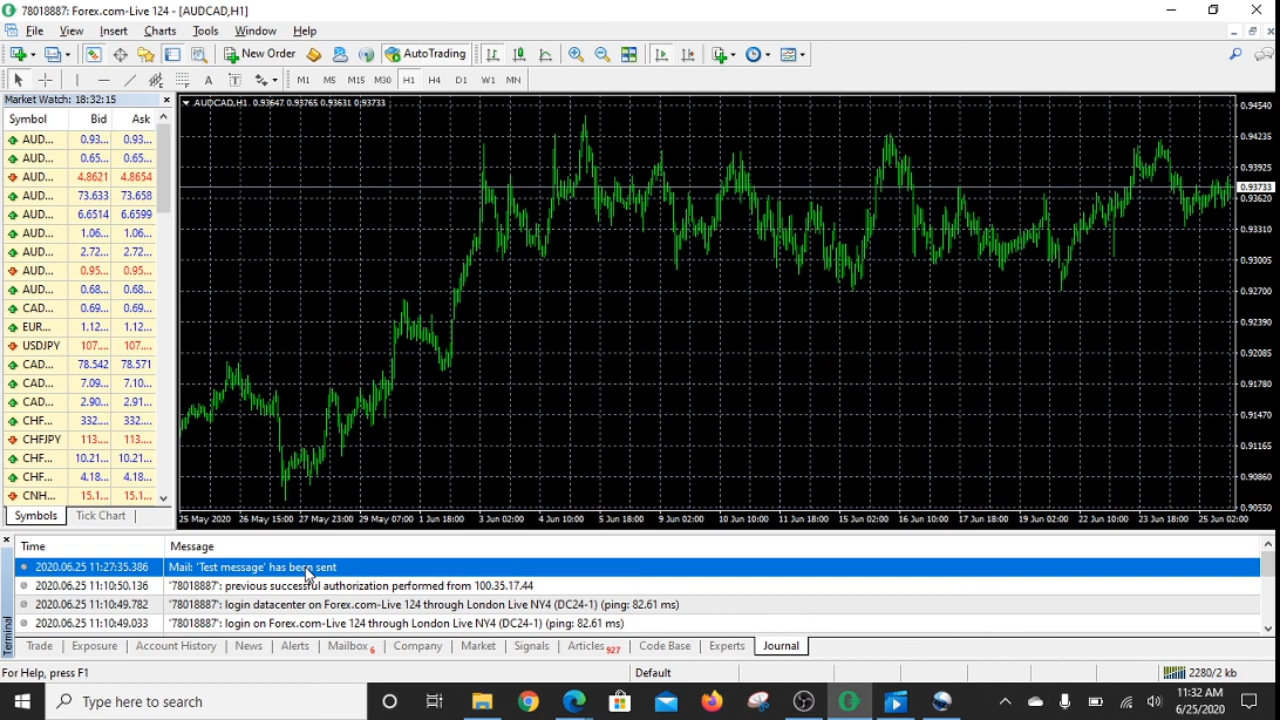 78018887: Forex.com-Live 124 - [AUDCAD,H1]
File View Insert Charts Tools Window Help
New Order AutoTrading
M1 M5 M15 M30 H1 H4 D1 W1 MN
Market Watch: 18:32:15
Symbol Bid Ask
AUD... 0.93... 0.93...
AUD... 0.65... 0.65...
AUD... 4.8621 4.8654
AUD... 73.633 73.658
AUD... 6.6514 6.6599
AUD... 1.06... 1.06...
AUD... 2.72... 2.72...
AUD... 0.95... 0.95...
AUD... 0.68... 0.68...
CAD... 0.69... 0.69...
EUR... 1.12... 1.12...
USDJPY 107.... 107....
CAD... 78.542 78.571
CAD... 7.09... 7.10...
CAD... 2.90... 2.91...
CHF... 332.... 332....
CHFJPY 113.... 113....
CHF... 10.21... 10.21...
CHF... 4.18... 4.18...
CNH... 15.1... 15.1...
Symbols Tick Chart
AUDCAD,H1 0.93647 0.93765 0.93631 0.93733
0.94540
0.94235
0.93925
0.93733
0.93620
0.93310
0.93005
0.92700
0.92390
0.92085
0.91780
0.91470
0.91165
0.90860
0.90550
25 May 2020 26 May 15:00 27 May 23:00 29 May 07:00 1 Jun 18:00 3 Jun 02:00 4 Jun 10:00 5 Jun 18:00 9 Jun 02:00 10 Jun 10:00 11 Jun 18:00 15 Jun 02:00 16 Jun 10:00 17 Jun 18:00 19 Jun 02:00 22 Jun 10:00 23 Jun 18:00 25 Jun 02:00
Time Message
2020.06.25 11:27:35.386 Mail: 'Test message' has been sent
2020.06.25 11:10:50.136 '78018887': previous successful authorization performed from 100.35.17.44
2020.06.25 11:10:49.782 '78018887': login datacenter on Forex.com-Live 124 through London Live NY4 (DC24-1) (ping: 82.61 ms)
2020.06.25 11:10:49.033 '78018887': login on Forex.com-Live 124 through London Live NY4 (DC24-1) (ping: 82.61 ms)
Terminal
Trade Exposure Account History News Alerts Mailbox 6 Company Market Signals Articles 927 Code Base Experts Journal
For Help, press F1 Default 2280/2 kb
Type here to search
11:32 AM
6/25/2020